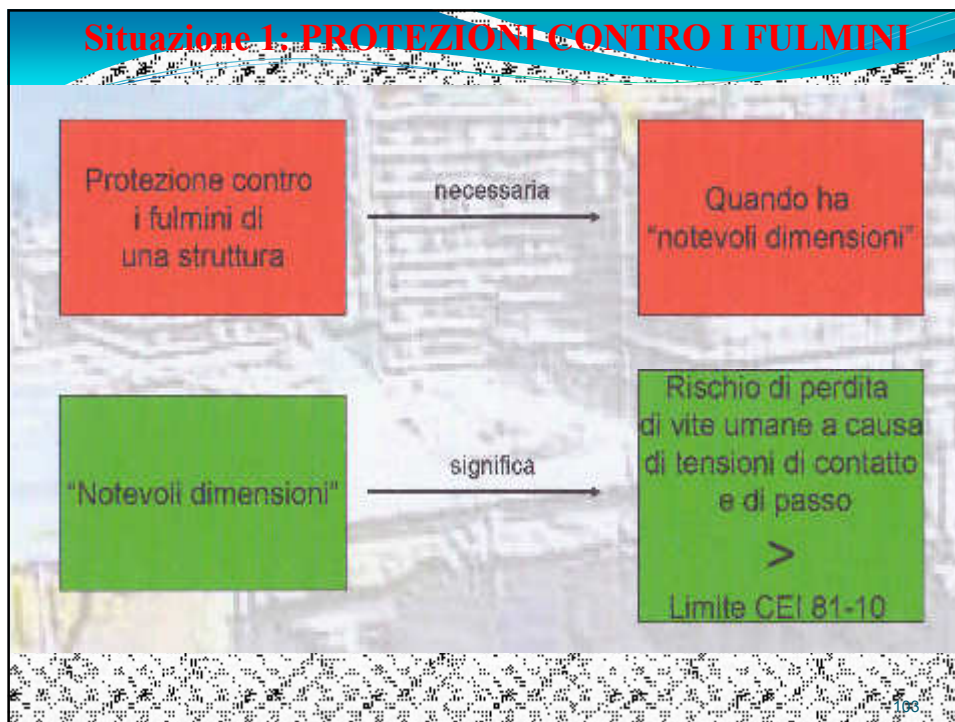 Situazione 1: PROTEZIONI CONTRO I FULMINI
Protezione contro
i fulmini di
una struttura
necessaria
Quando ha
“notevoli dimensioni”
“Notevoli dimensioni”
significa
Rischio di perdita
di vite umane a causa
di tensioni di contatto
e di passo
>
Limite CEI 81-10
103